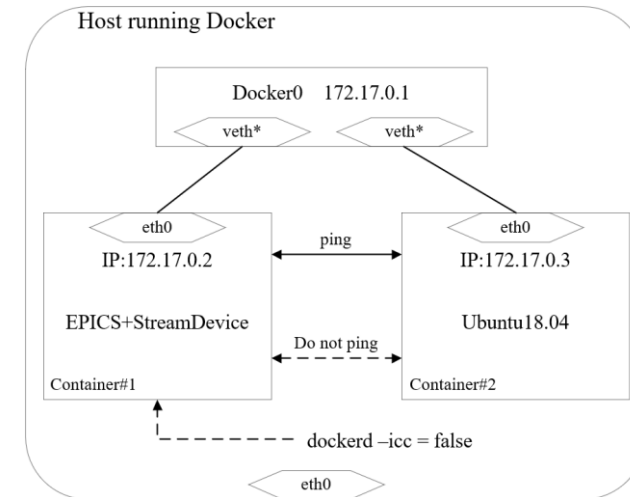 Host running Docker
Docker0 172.17.0.1
veth*
veth*
eth0
eth0
IP:172.17.0.2
ping
IP:172.17.0.3
EPICS+StreamDevice
Ubuntu18.04
Do not ping
Container#1
Container#2
dockerd –icc = false
eth0